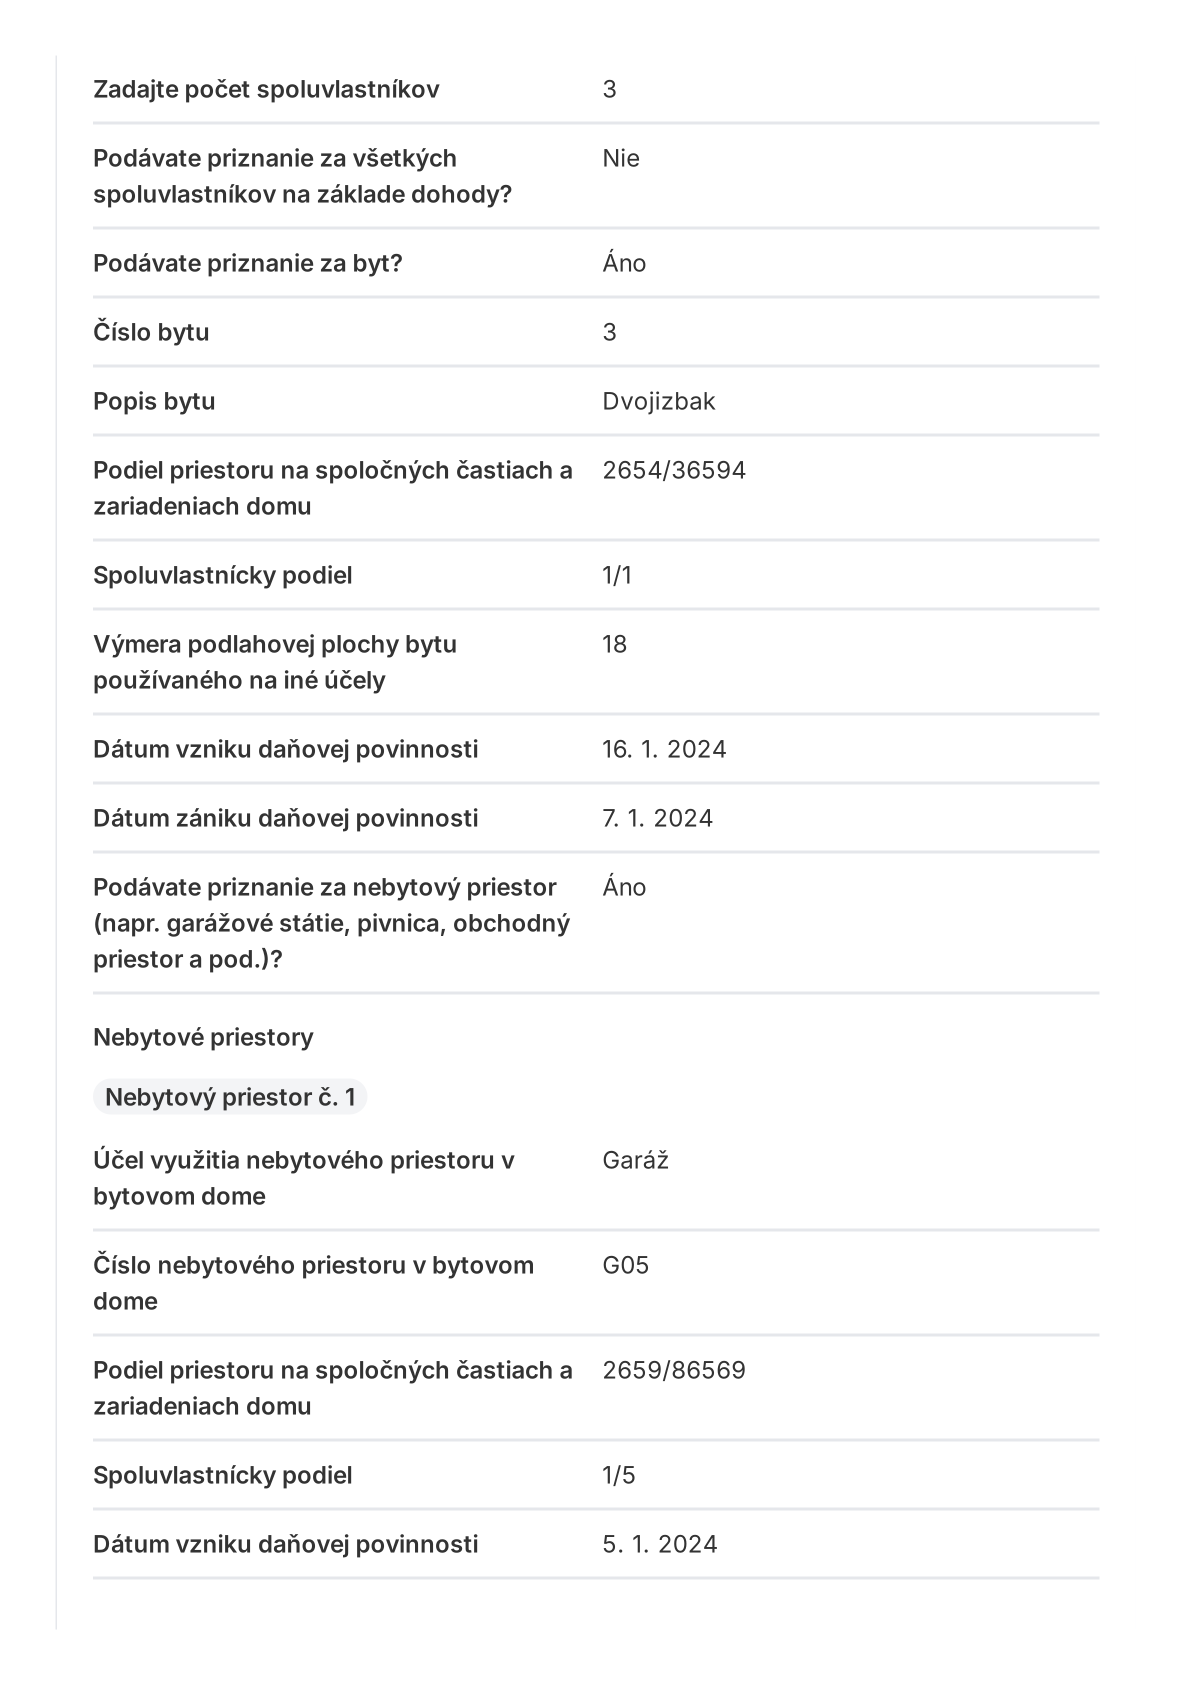 Zadajte počet spoluvlastníkov 3
Podávate priznanie za všetkých Nie
spoluvlastníkov na základe dohody?
Podávate priznanie za byt? Áno
Číslo bytu 3
Popis bytu Dvojizbak
Podiel priestoru na spoločných častiach a 2654/36594
zariadeniach domu
Spoluvlastnícky podiel 1/1
Výmera podlahovej plochy bytu 18
používaného na iné účely
Dátum vzniku daňovej povinnosti 16. 1. 2024
Dátum zániku daňovej povinnosti 7. 1. 2024
Podávate priznanie za nebytový priestor Áno
(napr. garážové státie, pivnica, obchodný
priestor a pod.)?
Nebytové priestory
Nebytový priestor č. 1
Účel využitia nebytového priestoru v Garáž
bytovom dome
Číslo nebytového priestoru v bytovom G05
dome
Podiel priestoru na spoločných častiach a 2659/86569
zariadeniach domu
Spoluvlastnícky podiel 1/5
Dátum vzniku daňovej povinnosti 5. 1. 2024